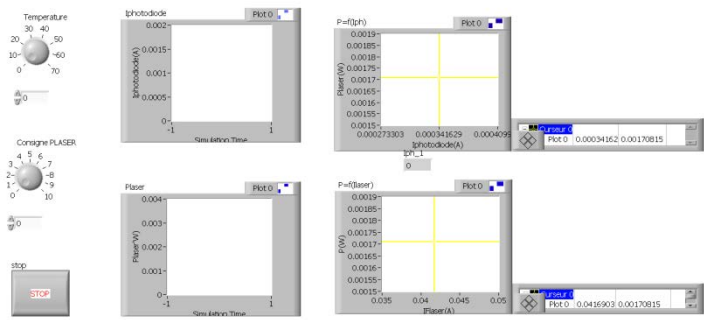 Temperature
30 40
20 50
10 60
0 70
0
Consigne PLASER
4 5 6
3 7
2 8
1 9
0 10
0
stop
STOP
Iphotodiode
Plot 0
0.002
0.0015
0.001
0.0005
0
-1 1
Simulation Time
Iphotodiode(A)
Plaser
Plot 0
0.004
0.003
0.002
0.001
0
-1 1
Simulation Time
Plaser(W)
P=f(Iph)
Plot 0
0.0019
0.00185
0.0018
0.00175
0.0017
0.00165
0.0016
0.00155
0.0015
0.000273303 0.000341629 0.0004099
Iphotodiode(A)
Plaser(W)
Curseur 0
Plot 0 0.00034162 0.00170815
Iph_1
0
P=f(Ilaser)
Plot 0
0.0019
0.00185
0.0018
0.00175
0.0017
0.00165
0.0016
0.00155
0.0015
0.035 0.04 0.045 0.05
IFlaser(A)
P(W)
Curseur 0
Plot 0 0.0416903 0.00170815